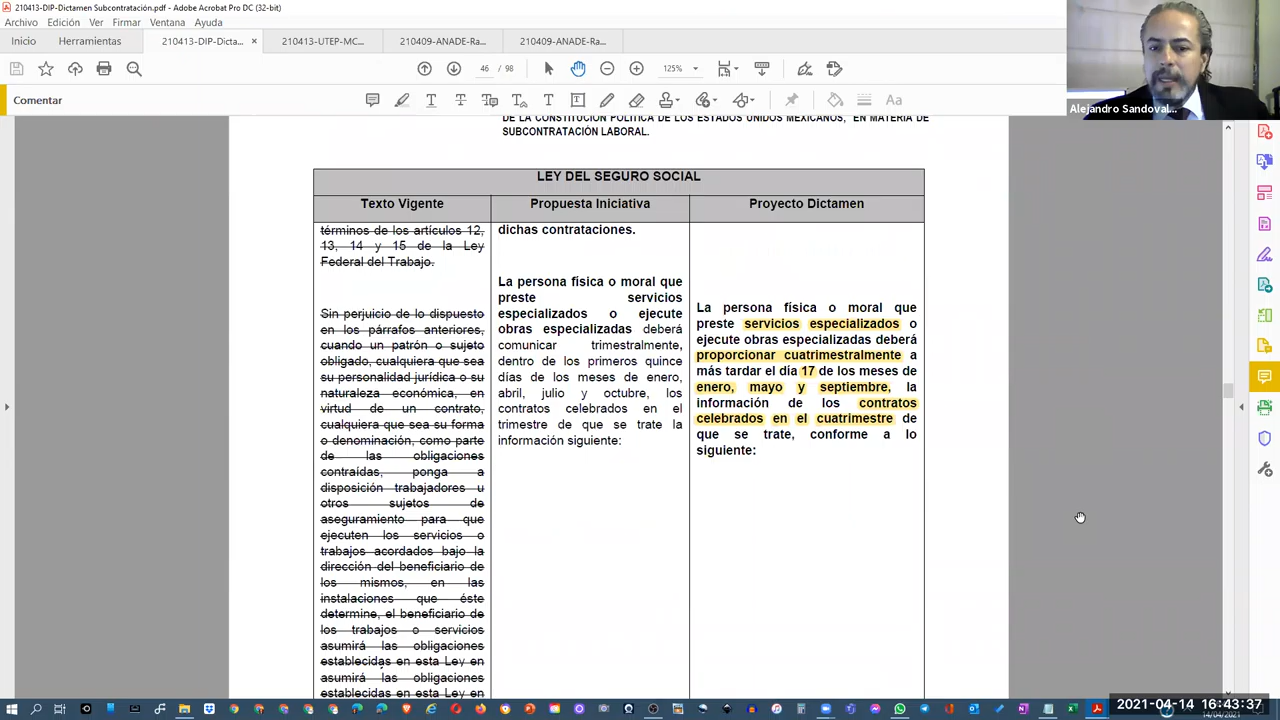 210413-DIP-Dictamen Subcontratación.pdf - Adobe Acrobat Pro DC (32-bit)
Archivo Edición Ver Firmar Ventana Ayuda
Inicio Herramientas 210413-DIP-Dicta... × 210413-UTEP-MC... 210409-ANADE-Ra... 210409-ANADE-Ra...
46 / 98 125%
Comentar
Aa
Alejandro Sandoval...
DE LA CONSTITUCIÓN POLÍTICA DE LOS ESTADOS UNIDOS MEXICANOS, EN MATERIA DE
SUBCONTRATACIÓN LABORAL.
LEY DEL SEGURO SOCIAL
Texto Vigente
términos de los artículos 12,
13, 14 y 15 de la Ley
Federal del Trabajo.
Sin perjuicio de lo dispuesto
en los párrafos anteriores,
cuando un patrón o sujeto
obligado, cualquiera que sea
su personalidad jurídica o su
naturaleza económica, en
virtud de un contrato,
cualquiera que sea su forma
o denominación, como parte
de las obligaciones
contraídas, ponga a
disposición trabajadores u
otros sujetos de
aseguramiento para que
ejecuten los servicios o
trabajos acordados bajo la
dirección del beneficiario de
los mismos, en las
instalaciones que éste
determine, el beneficiario de
los trabajos o servicios
asumirá las obligaciones
establecidas en esta Ley en
asumirá las obligaciones
establecidas en esta Ley en
Propuesta Iniciativa
dichas contrataciones.
La persona física o moral que
preste servicios
especializados o ejecute
obras especializadas deberá
comunicar trimestralmente,
dentro de los primeros quince
días de los meses de enero,
abril, julio y octubre, los
contratos celebrados en el
trimestre de que se trate la
información siguiente:
Proyecto Dictamen
La persona física o moral que
preste servicios especializados o
ejecute obras especializadas deberá
proporcionar cuatrimestralmente a
más tardar el día 17 de los meses de
enero, mayo y septiembre, la
información de los contratos
celebrados en el cuatrimestre de
que se trate, conforme a lo
siguiente:
2021-04-14 16:43:37
14/04/2021